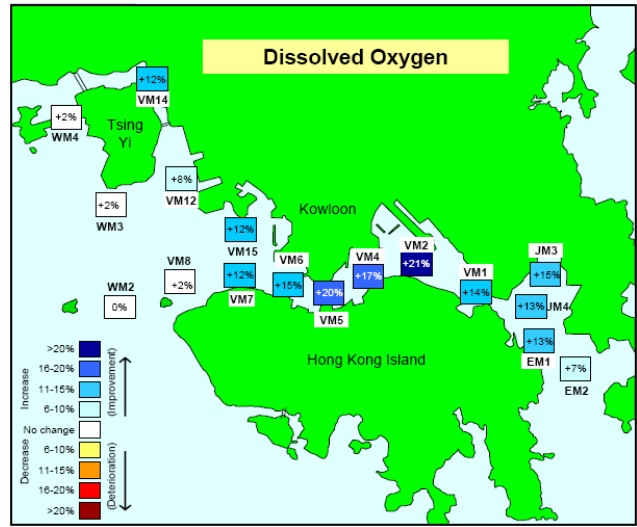 Dissolved Oxygen
+12%
VM14
+2%
WM4
Tsing
Yi
+8%
VM12
+2%
WM3
Kowloon
+12%
VM15
VM8
+2%
WM2
0%
+12%
VM7
VM6
+15%
+20%
VM5
VM4
+17%
VM2
+21%
VM1
+14%
JM3
+15%
+13%
JM4
+13%
EM1
+7%
EM2
Hong Kong Island
Increase
(Improvement)
>20%
16-20%
11-15%
6-10%
No change
Decrease
(Deterioration)
6-10%
11-15%
16-20%
>20%